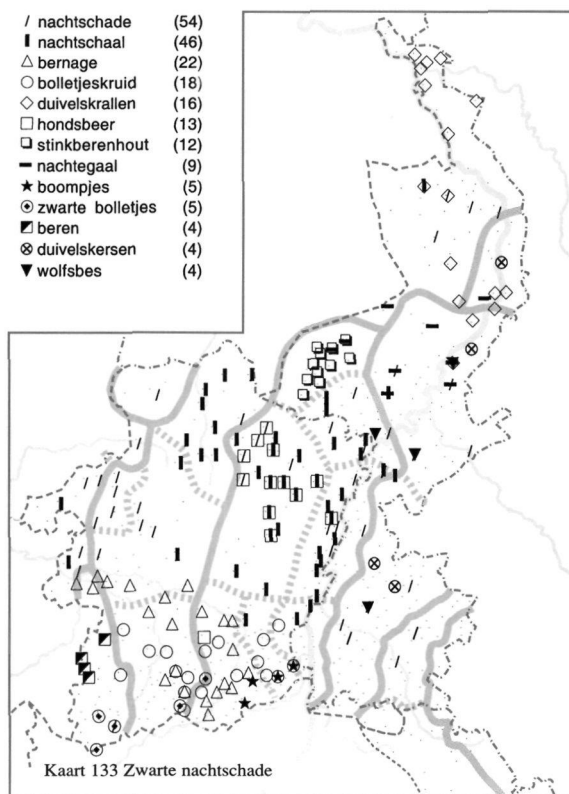 nachtschade (54)
nachtschaal (46)
bernage (22)
bolletjeskruid (18)
duivelskrallen (16)
hondsbeer (13)
stinkberenhout (12)
nachtegaal (9)
boompjes (5)
zwarte bolletjes (5)
beren (4)
duivelskersen (4)
wolfsbes (4)
Kaart 133 Zwarte nachtschade